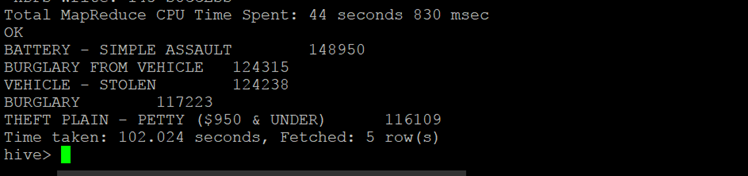 Total MapReduce CPU Time Spent: 44 seconds 830 msec
OK
BATTERY - SIMPLE ASSAULT 148950
BURGLARY FROM VEHICLE 124315
VEHICLE - STOLEN 124238
BURGLARY 117223
THEFT PLAIN - PETTY ($950 & UNDER) 116109
Time taken: 102.024 seconds, Fetched: 5 row(s)
hive>